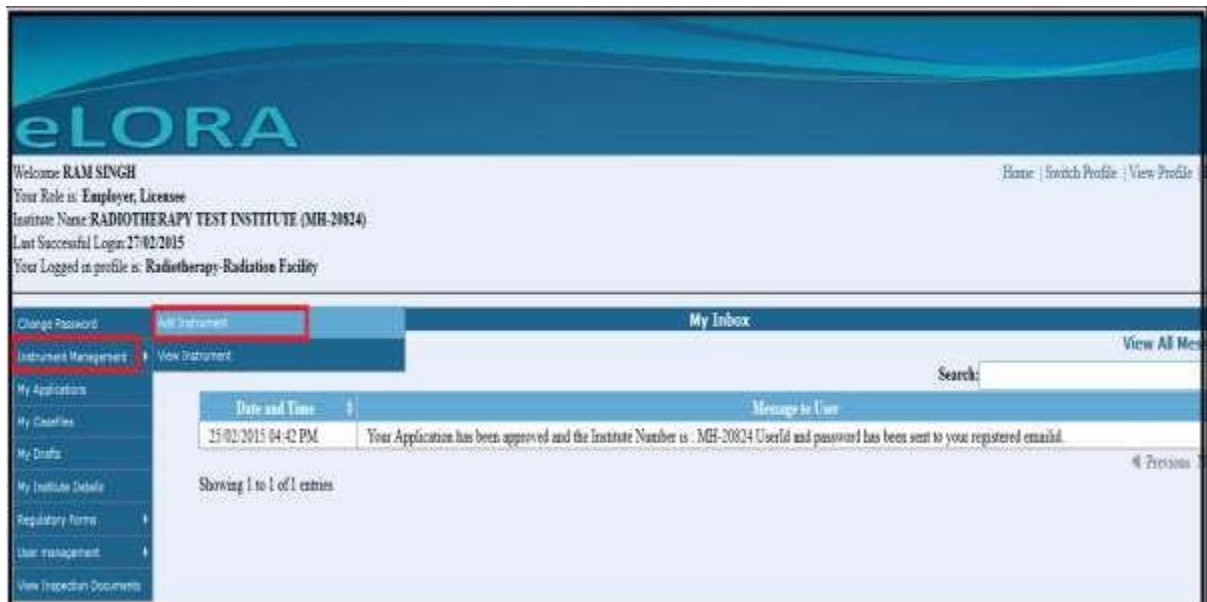 eLORA
Welcome RAM SINGH
Home | Switch Profile | View Profile |
Your Role is: Employer, Licensee
Institute Name: RADIOTHERAPY TEST INSTITUTE (MH-20824)
Last Successful Login: 27/02/2015
Your Logged in profile is: Radiotherapy-Radiation Facility
Change Password
Instrument Management
My Applications
My Casefiles
My Drafts
My Institute Details
Regulatory Forms
User management
View Inspection Documents
Add Instrument
View Instrument
My Inbox
View All Mes
Search:
Date and Time
Message to User
25/02/2015 04:42 PM
Your Application has been approved and the Institute Number is : MH-20824 UserId and password has been sent to your registered emailid.
Previous
Showing 1 to 1 of 1 entries